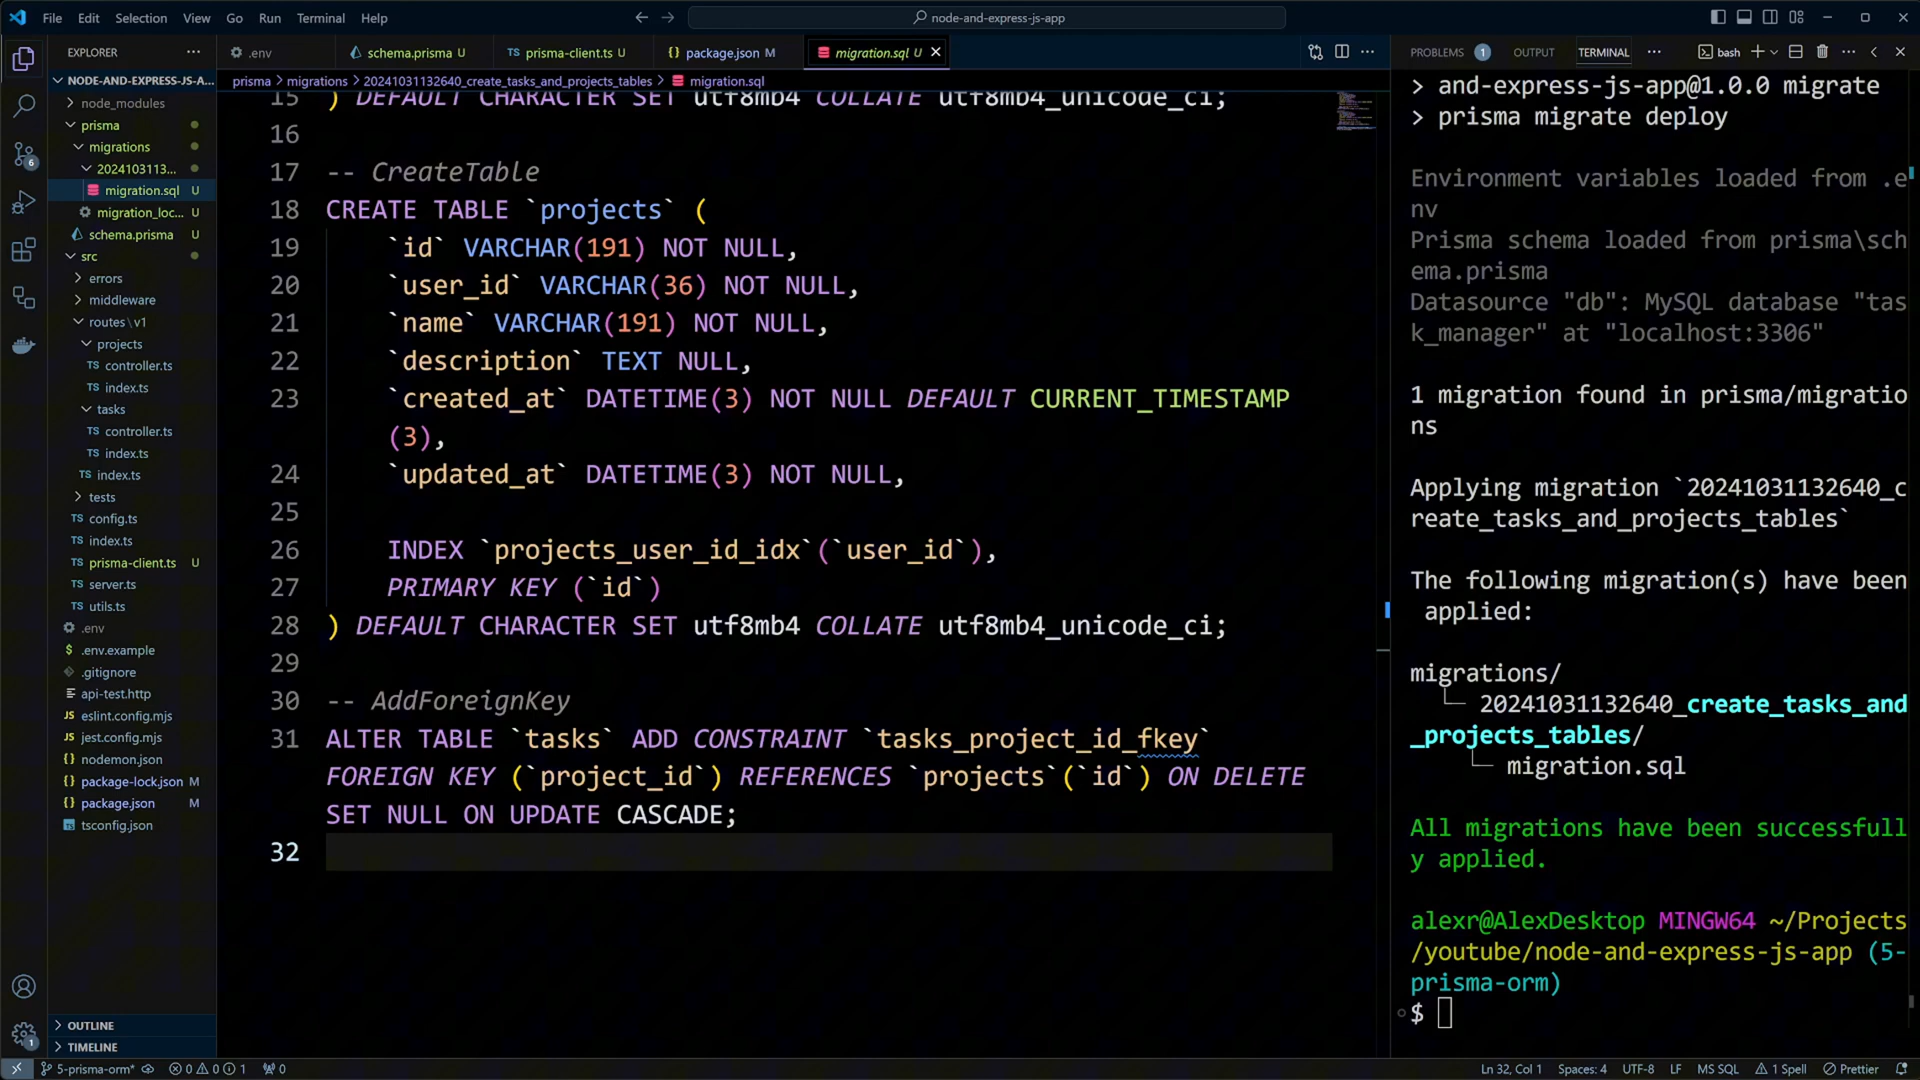 File Edit Selection View Go Run Terminal Help
node-and-express-js-app
EXPLORER
NODE-AND-EXPRESS-JS-A...
node_modules
prisma
migrations
2024103113...
migration.sql U
migration_loc... U
schema.prisma U
src
errors
middleware
routes\v1
projects
TS controller.ts
TS index.ts
tasks
TS controller.ts
TS index.ts
TS index.ts
tests
TS config.ts
TS index.ts
TS prisma-client.ts U
TS server.ts
TS utils.ts
.env
$ .env.example
.gitignore
api-test.http
JS eslint.config.mjs
JS jest.config.mjs
nodemon.json
{} package-lock.json M
{} package.json M
tsconfig.json
OUTLINE
TIMELINE
6
1
.env
schema.prisma U
TS prisma-client.ts U
{} package.json M
migration.sql U
prisma > migrations > 20241031132640_create_tasks_and_projects_tables > migration.sql
15 ) DEFAULT CHARACTER SET utf8mb4 COLLATE utf8mb4_unicode_ci;
16
17 -- CreateTable
18 CREATE TABLE `projects` (
19 `id` VARCHAR(191) NOT NULL,
20 `user_id` VARCHAR(36) NOT NULL,
21 `name` VARCHAR(191) NOT NULL,
22 `description` TEXT NULL,
23 `created_at` DATETIME(3) NOT NULL DEFAULT CURRENT_TIMESTAMP
(3),
24 `updated_at` DATETIME(3) NOT NULL,
25
26 INDEX `projects_user_id_idx`(`user_id`),
27 PRIMARY KEY (`id`)
28 ) DEFAULT CHARACTER SET utf8mb4 COLLATE utf8mb4_unicode_ci;
29
30 -- AddForeignKey
31 ALTER TABLE `tasks` ADD CONSTRAINT `tasks_project_id_fkey`
FOREIGN KEY (`project_id`) REFERENCES `projects`(`id`) ON DELETE
SET NULL ON UPDATE CASCADE;
32
PROBLEMS 1 OUTPUT TERMINAL
bash
> and-express-js-app@1.0.0 migrate
> prisma migrate deploy
Environment variables loaded from .e
nv
Prisma schema loaded from prisma\sch
ema.prisma
Datasource "db": MySQL database "tas
k_manager" at "localhost:3306"
1 migration found in prisma/migratio
ns
Applying migration `20241031132640_c
reate_tasks_and_projects_tables`
The following migration(s) have been
applied:
migrations/
└─ 20241031132640_create_tasks_and
_projects_tables/
└─ migration.sql
All migrations have been successfull
y applied.
alexr@AlexDesktop MINGW64 ~/Projects
/youtube/node-and-express-js-app (5-
prisma-orm)
$
5-prisma-orm* 0 0 1 0
Ln 32, Col 1 Spaces: 4 UTF-8 LF MS SQL 1 Spell Prettier